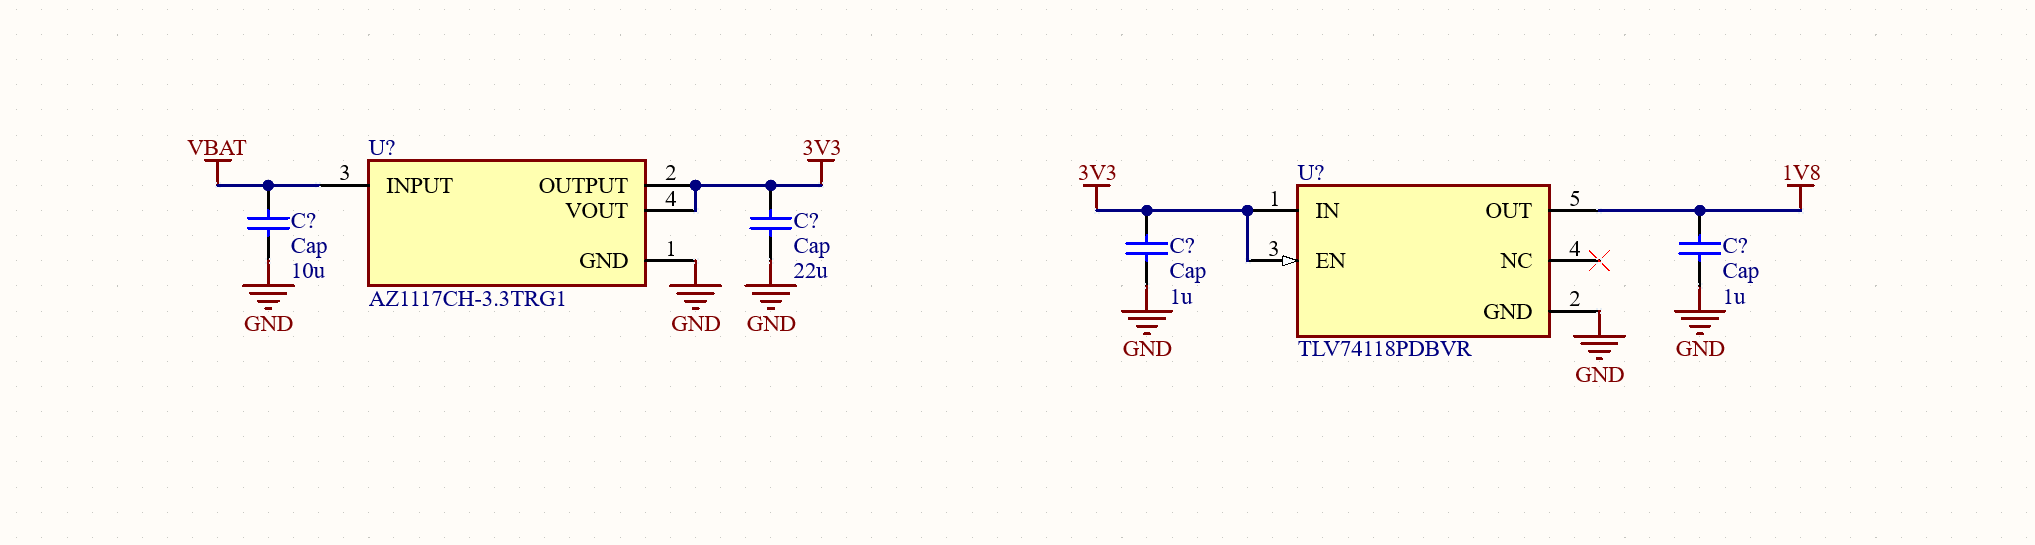 VBAT
U?
3V3
3
INPUT
OUTPUT
2
VOUT
4
GND
1
C?
Cap
10u
GND
AZ1117CH-3.3TRG1
GND
C?
Cap
22u
GND
3V3
U?
1V8
1
IN
OUT
5
3
EN
NC
4
GND
2
C?
Cap
1u
GND
TLV74118PDBVR
GND
C?
Cap
1u
GND